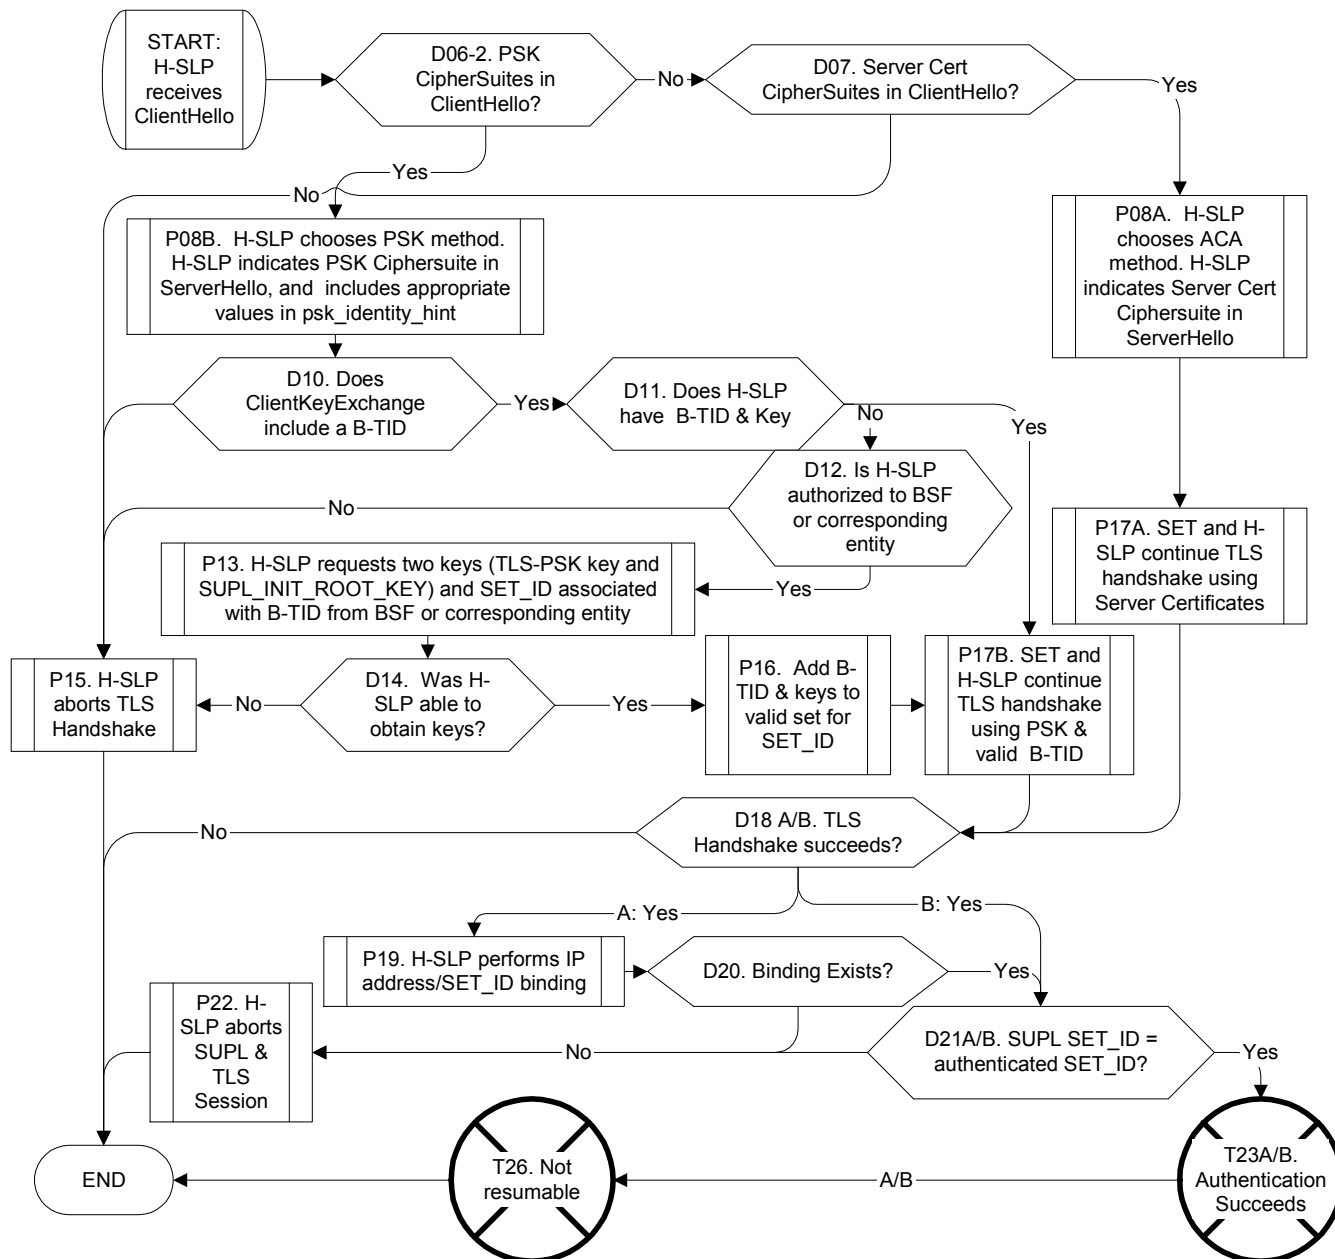 START:
H-SLP
receives
ClientHello
D06-2. PSK
CipherSuites in
ClientHello?
No
D07. Server Cert
CipherSuites in ClientHello?
Yes
Yes
No
P08B. H-SLP chooses PSK method.
H-SLP indicates PSK Ciphersuite in
ServerHello, and includes appropriate
values in psk_identity_hint
P08A. H-SLP
chooses ACA
method. H-SLP
indicates Server Cert
Ciphersuite in
ServerHello
D10. Does
ClientKeyExchange
include a B-TID
Yes
D11. Does H-SLP
have B-TID & Key
No
Yes
D12. Is H-SLP
authorized to BSF
or corresponding
entity
No
Yes
P17A. SET and H-
SLP continue TLS
handshake using
Server Certificates
P13. H-SLP requests two keys (TLS-PSK key and
SUPL_INIT_ROOT_KEY) and SET_ID associated
with B-TID from BSF or corresponding entity
P15. H-SLP
aborts TLS
Handshake
No
D14. Was H-
SLP able to
obtain keys?
Yes
P16. Add B-
TID & keys to
valid set for
SET_ID
P17B. SET and
H-SLP continue
TLS handshake
using PSK &
valid B-TID
D18 A/B. TLS
Handshake succeeds?
No
A: Yes
B: Yes
P19. H-SLP performs IP
address/SET_ID binding
D20. Binding Exists?
Yes
P22. H-
SLP aborts
SUPL &
TLS
Session
No
D21A/B. SUPL SET_ID =
authenticated SET_ID?
Yes
END
T26. Not
resumable
A/B
T23A/B.
Authentication
Succeeds